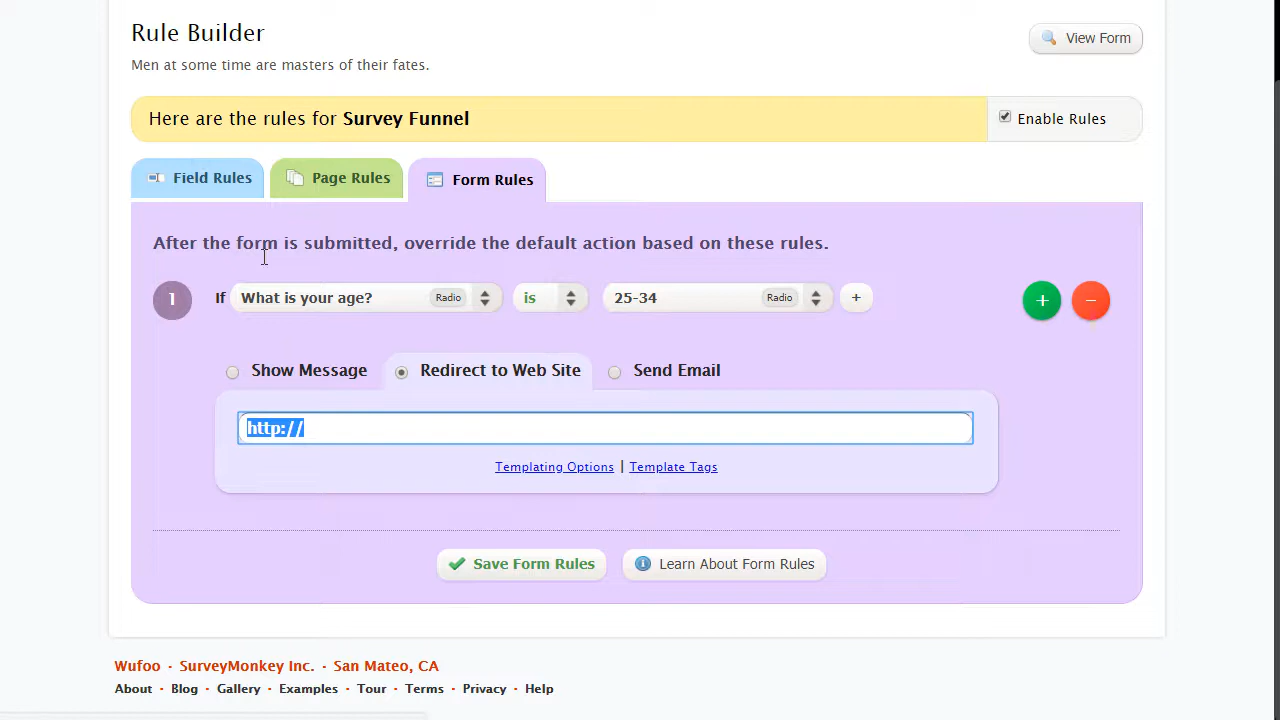 Rule Builder
View Form
Men at some time are masters of their fates.
Here are the rules for Survey Funnel
Enable Rules
Field Rules
Page Rules
Form Rules
After the form is submitted, override the default action based on these rules.
1 If What is your age? Radio is 25-34 Radio + + −
Show Message Redirect to Web Site Send Email
http://
Templating Options | Template Tags
Save Form Rules Learn About Form Rules
Wufoo · SurveyMonkey Inc. · San Mateo, CA
About · Blog · Gallery · Examples · Tour · Terms · Privacy · Help